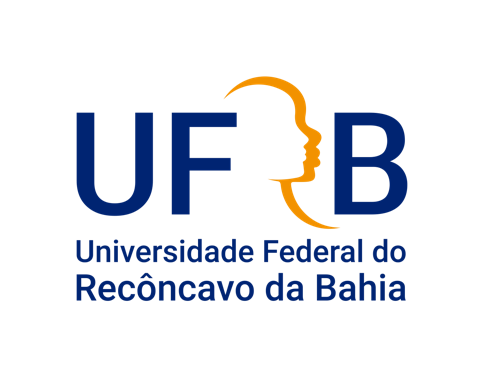 UFRB
Universidade Federal do
Recôncavo da Bahia